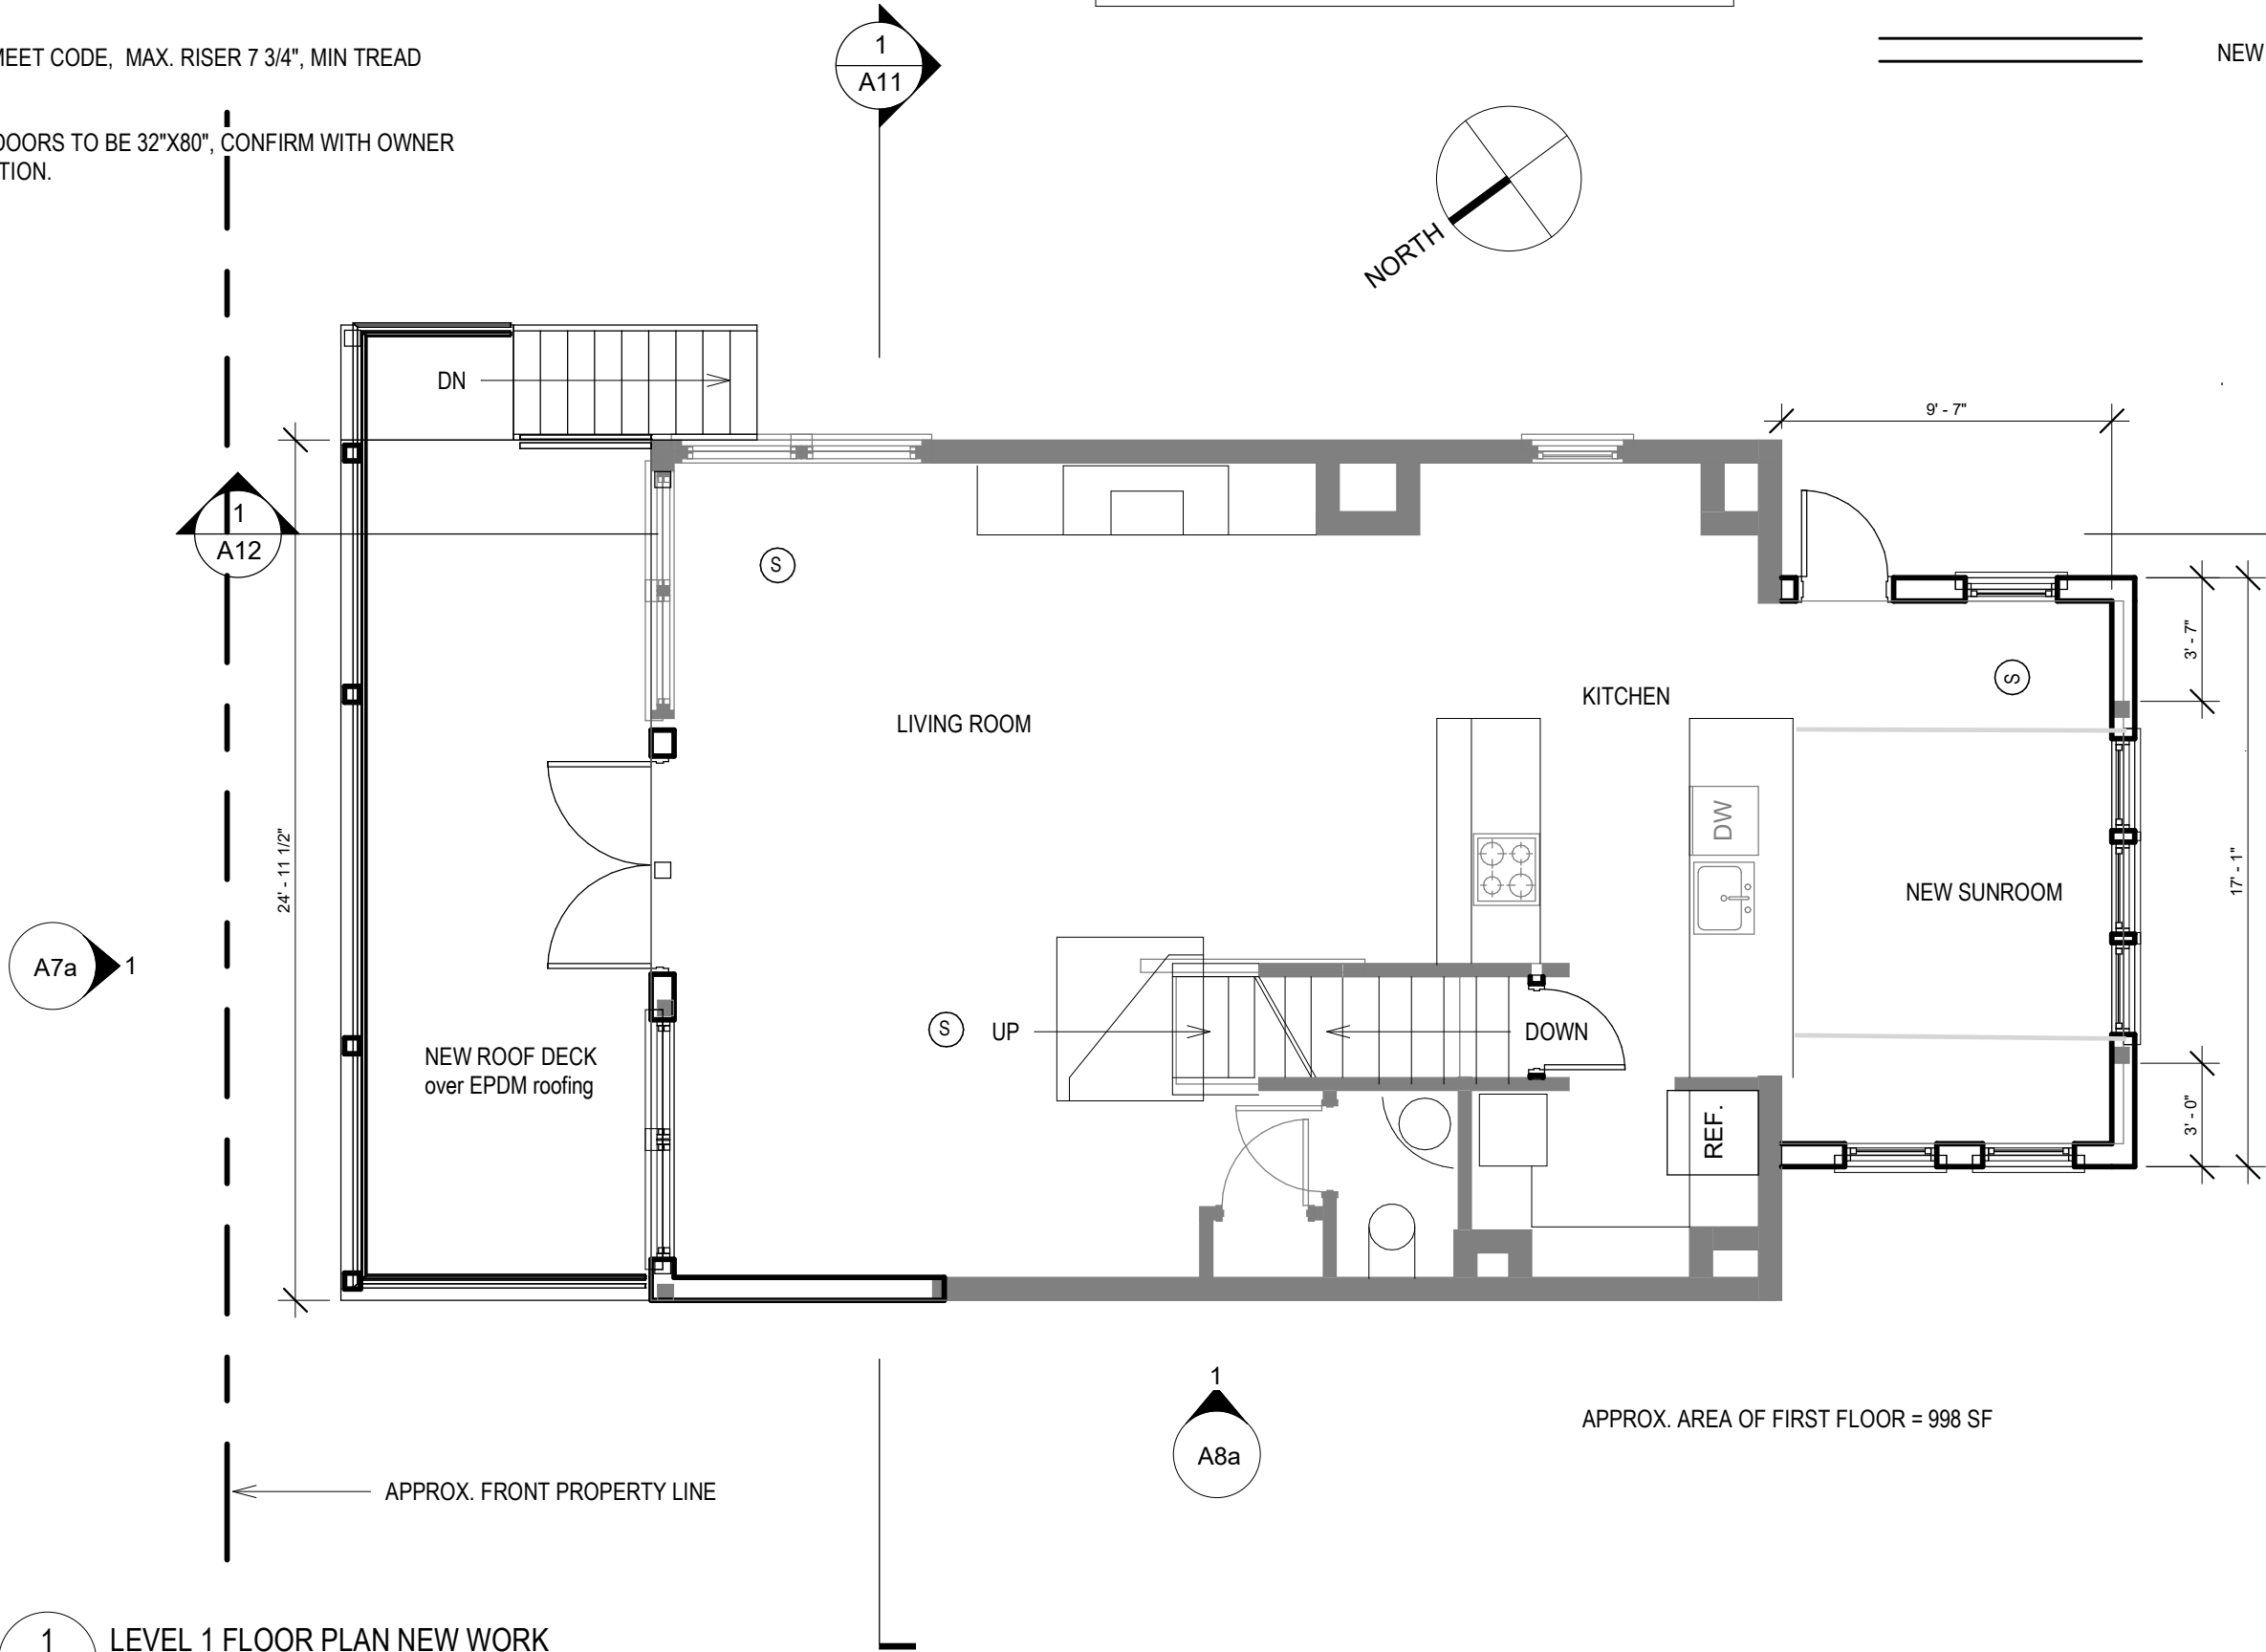 MEET CODE, MAX. RISER 7 3/4", MIN TREAD
DOORS TO BE 32"X80", CONFIRM WITH OWNER
TION.
1
A11
NEW
NORTH
DN
9' - 7"
1
A12
S
S
3' - 7"
KITCHEN
LIVING ROOM
DW
24' - 11 1/2"
17' - 1"
NEW SUNROOM
A7a
1
S
UP
DOWN
NEW ROOF DECK
over EPDM roofing
REF.
3' - 0"
1
A8a
APPROX. AREA OF FIRST FLOOR = 998 SF
APPROX. FRONT PROPERTY LINE
1
LEVEL 1 FLOOR PLAN NEW WORK